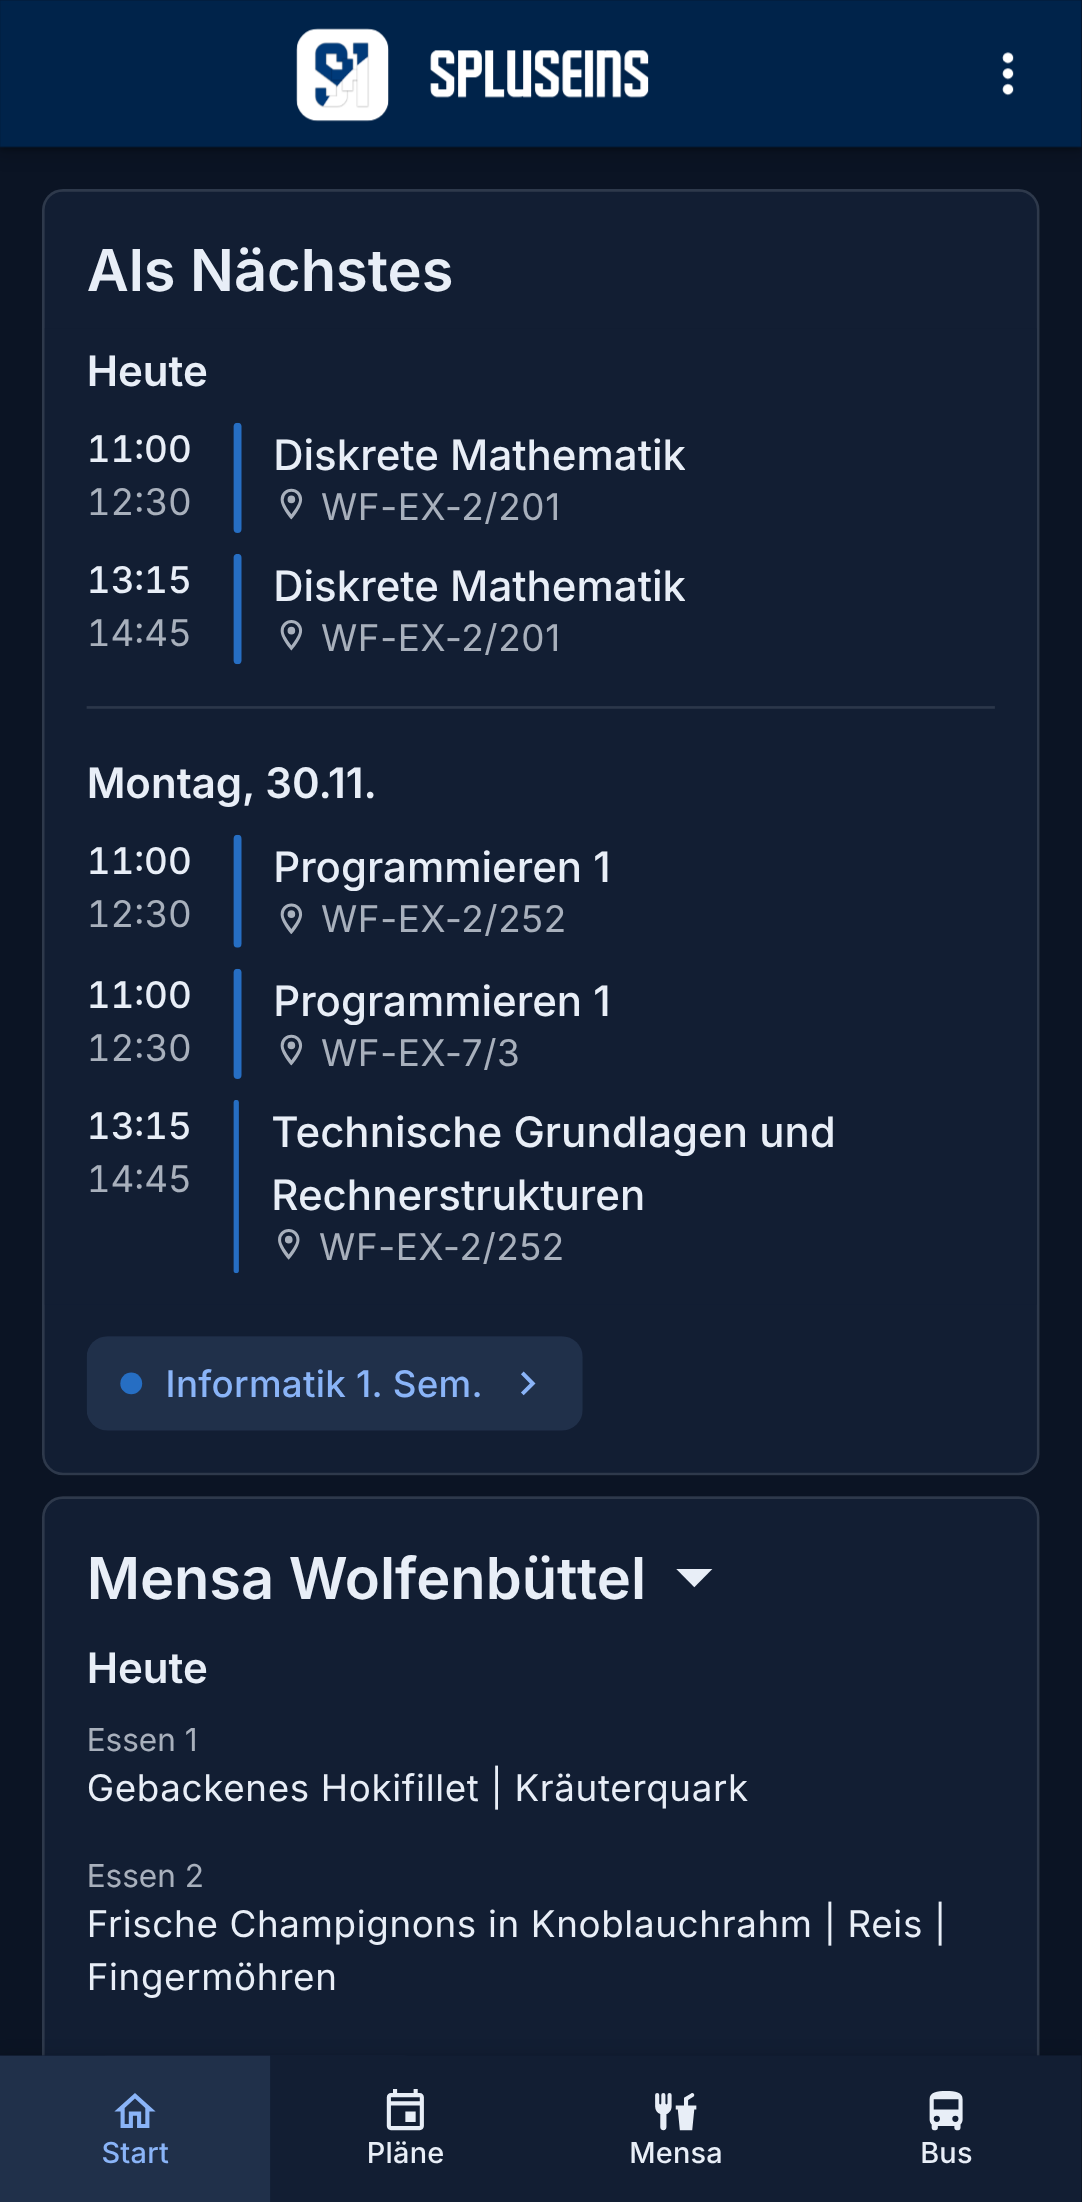 SPLUSEINS
Als Nächstes
Heute
11:00
12:30
Diskrete Mathematik
WF-EX-2/201
13:15
14:45
Diskrete Mathematik
WF-EX-2/201
Montag, 30.11.
11:00
12:30
Programmieren 1
WF-EX-2/252
11:00
12:30
Programmieren 1
WF-EX-7/3
13:15
14:45
Technische Grundlagen und
Rechnerstrukturen
WF-EX-2/252
Informatik 1. Sem.
Mensa Wolfenbüttel
Heute
Essen 1
Gebackenes Hokifillet | Kräuterquark
Essen 2
Frische Champignons in Knoblauchrahm | Reis |
Fingermöhren
Start
Pläne
Mensa
Bus